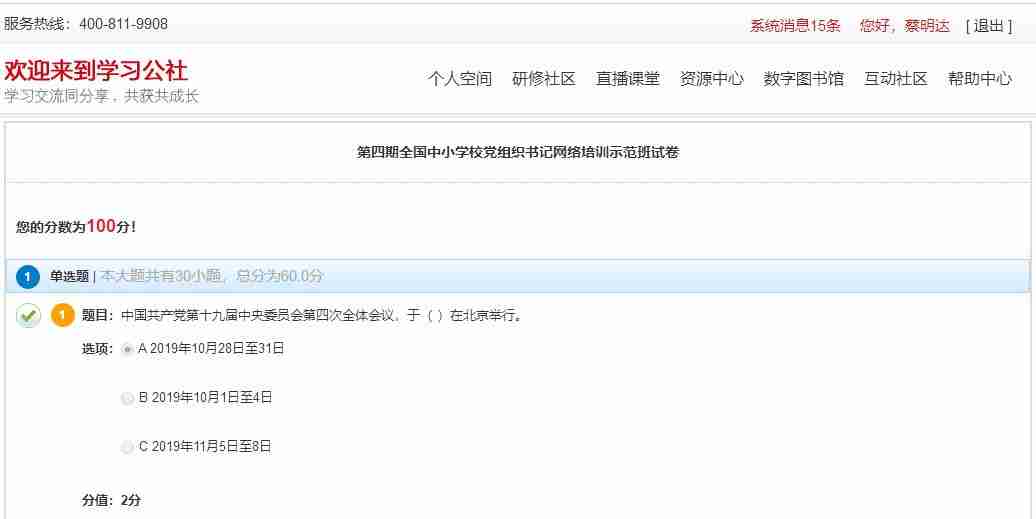 服务热线：400-811-9908 系统消息15条 您好，蔡明达 [ 退出 ]
欢迎来到学习公社
学习交流同分享，共获共成长
个人空间 研修社区 直播课堂 资源中心 数字图书馆 互动社区 帮助中心
第四期全国中小学校党组织书记网络培训示范班试卷
您的分数为100分！
1 单选题 | 本大题共有30小题，总分为60.0分
1 题目：中国共产党第十九届中央委员会第四次全体会议，于（ ）在北京举行。
选项： A 2019年10月28日至31日
B 2019年10月1日至4日
C 2019年11月5日至8日
分值：2分